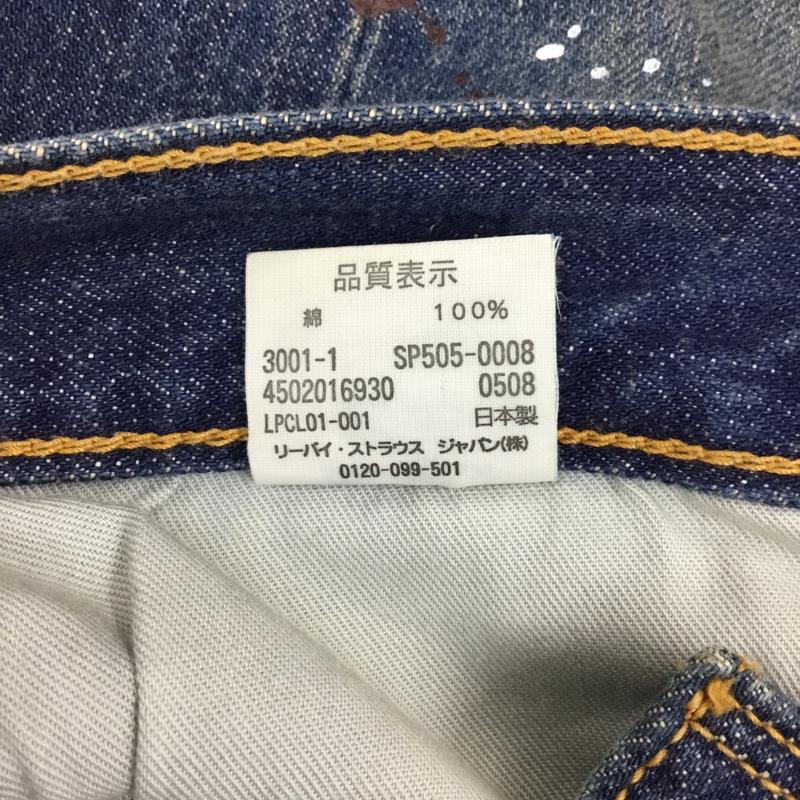 品質表示
綿 100%
3001-1 SP505-0008
4502016930 0508
LPCL01-001 日本製
リーバイ・ストラウス ジャパン(株)
0120-099-501